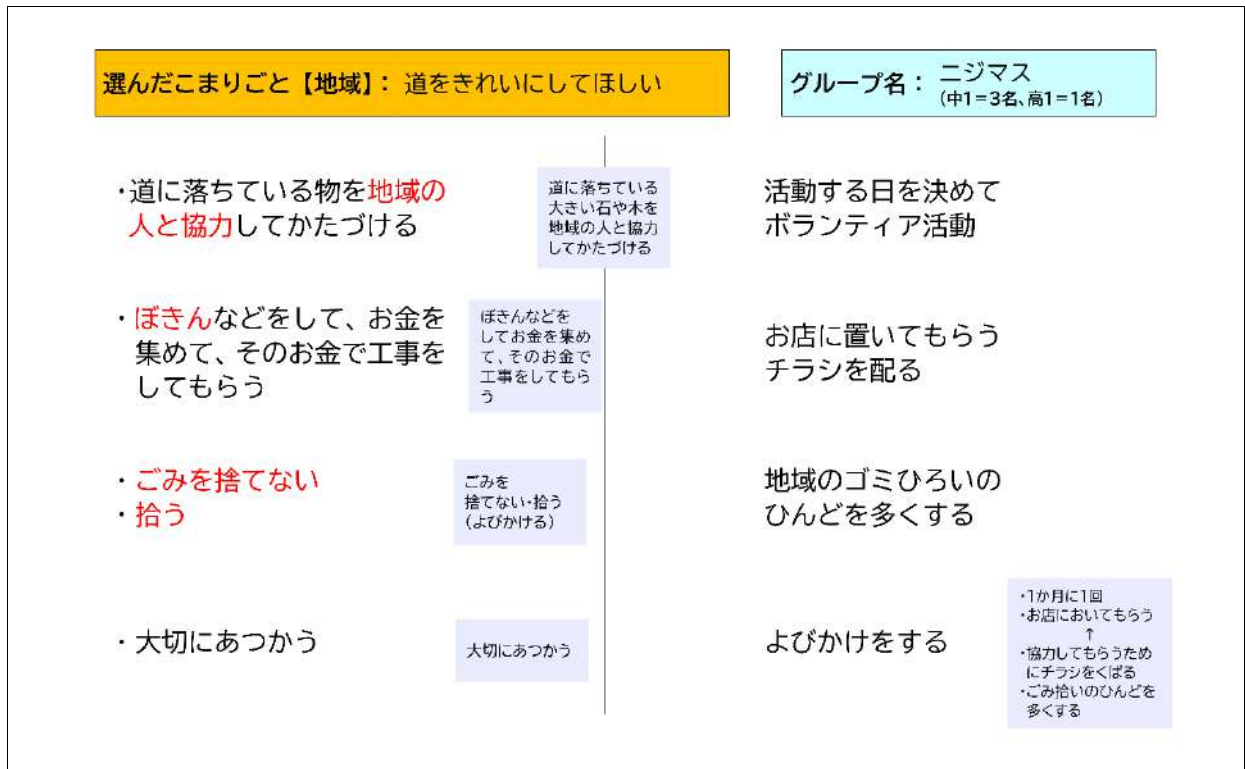 選んだこまりごと【地域】： 道をきれいにしてほしい
グループ名： ニジマス
（中1＝3名、高1＝1名）
・道に落ちている物を地域の
人と協力してかたづける
道に落ちている
大きい石や木を
地域の人と協力
してかたづける
活動する日を決めて
ボランティア活動
・ぼきんなどをして、お金を
集めて、そのお金で工事を
してもらう
ぼきんなどを
してお金を集め
て、そのお金で
工事をしてもら
う
お店に置いてもらう
チラシを配る
・ごみを捨てない
・拾う
ごみを
捨てない・拾う
（よびかける）
地域のゴミひろいの
ひんどを多くする
・大切にあつかう
大切にあつかう
よびかけをする
・1か月に1回
・お店においてもらう
↑
・協力してもらうため
にチラシをくばる
・ごみ拾いのひんどを
多くする